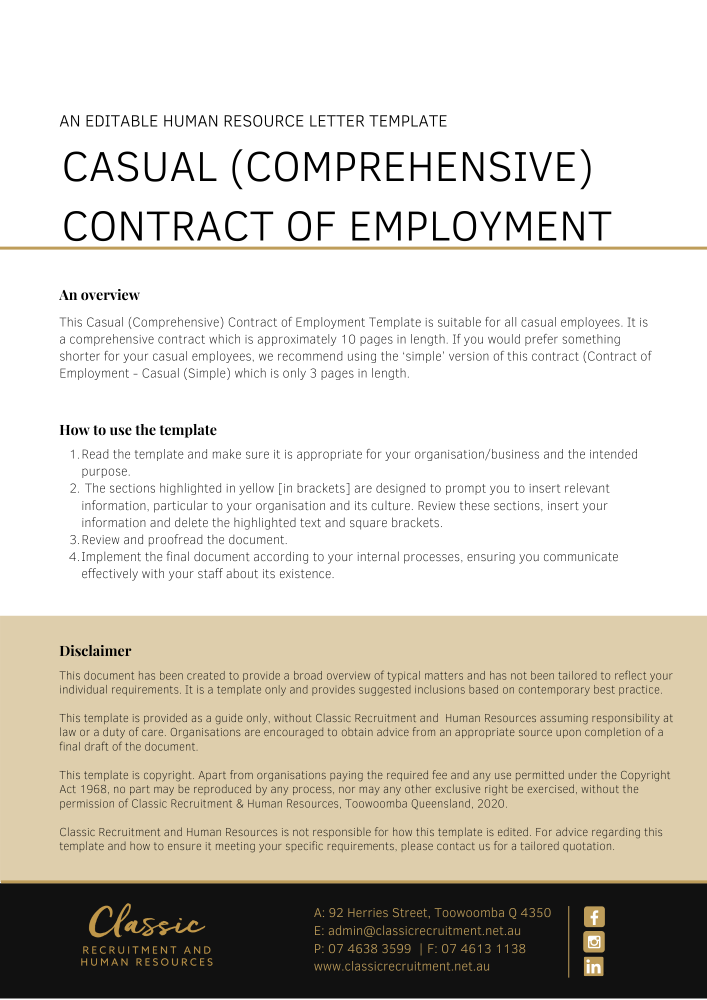 AN EDITABLE HUMAN RESOURCE LETTER TEMPLATE
CASUAL (COMPREHENSIVE)
CONTRACT OF EMPLOYMENT
An overview
This Casual (Comprehensive) Contract of Employment Template is suitable for all casual employees. It is
a comprehensive contract which is approximately 10 pages in length. If you would prefer something
shorter for your casual employees, we recommend using the ‘simple’ version of this contract (Contract of
Employment – Casual (Simple) which is only 3 pages in length.
How to use the template
1. Read the template and make sure it is appropriate for your organisation/business and the intended
purpose.
2. The sections highlighted in yellow [in brackets] are designed to prompt you to insert relevant
information, particular to your organisation and its culture. Review these sections, insert your
information and delete the highlighted text and square brackets.
3. Review and proofread the document.
4. Implement the final document according to your internal processes, ensuring you communicate
effectively with your staff about its existence.
Disclaimer
This document has been created to provide a broad overview of typical matters and has not been tailored to reflect your
individual requirements. It is a template only and provides suggested inclusions based on contemporary best practice.
This template is provided as a guide only, without Classic Recruitment and Human Resources assuming responsibility at
law or a duty of care. Organisations are encouraged to obtain advice from an appropriate source upon completion of a
final draft of the document.
This template is copyright. Apart from organisations paying the required fee and any use permitted under the Copyright
Act 1968, no part may be reproduced by any process, nor may any other exclusive right be exercised, without the
permission of Classic Recruitment & Human Resources, Toowoomba Queensland, 2020.
Classic Recruitment and Human Resources is not responsible for how this template is edited. For advice regarding this
template and how to ensure it meeting your specific requirements, please contact us for a tailored quotation.
Classic
RECRUITMENT AND
HUMAN RESOURCES
A: 92 Herries Street, Toowoomba Q 4350
E: admin@classicrecruitment.net.au
P: 07 4638 3599 | F: 07 4613 1138
www.classicrecruitment.net.au